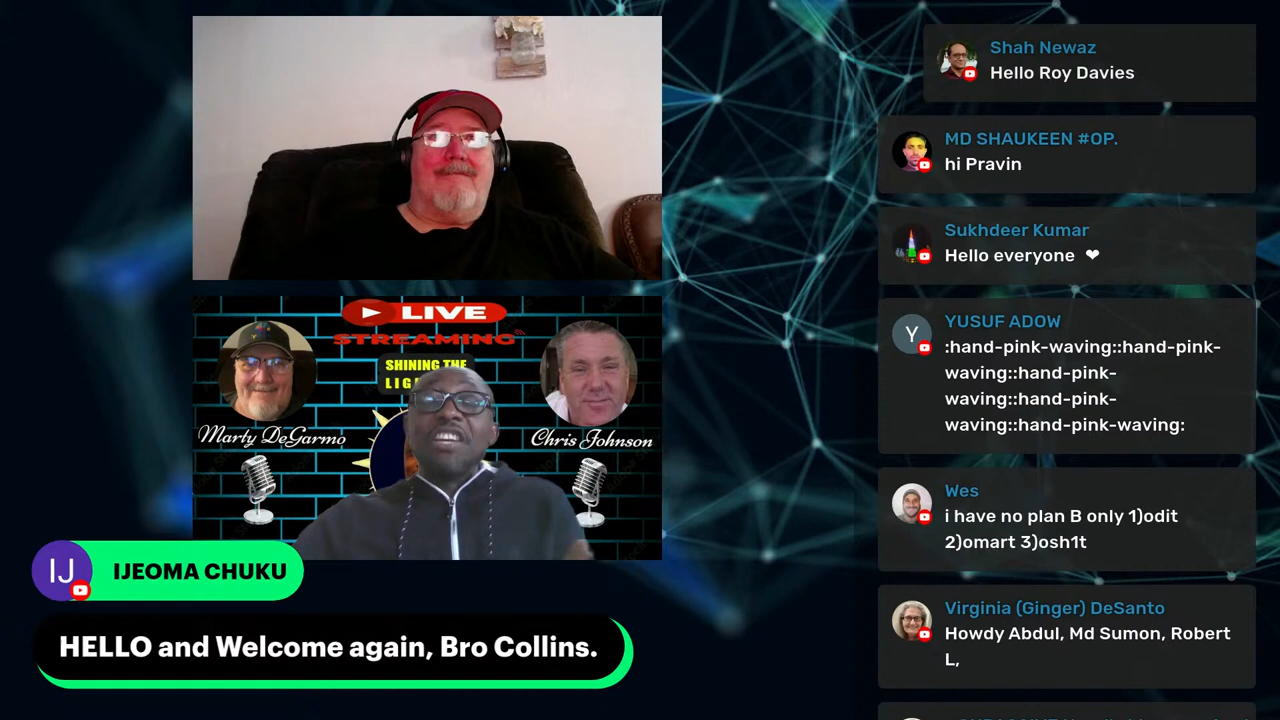 LIVE
STREAMING
SHINING THE
Marty DeGarmo
Chris Johnson
IJ
IJEOMA CHUKU
HELLO and Welcome again, Bro Collins.
Shah Newaz
Hello Roy Davies
MD SHAUKEEN #OP.
hi Pravin
Sukhdeer Kumar
Hello everyone ❤
Y
YUSUF ADOW
:hand-pink-waving::hand-pink-
waving::hand-pink-
waving::hand-pink-
waving::hand-pink-waving:
Wes
i have no plan B only 1)odit
2)omart 3)osh1t
Virginia (Ginger) DeSanto
Howdy Abdul, Md Sumon, Robert
L,